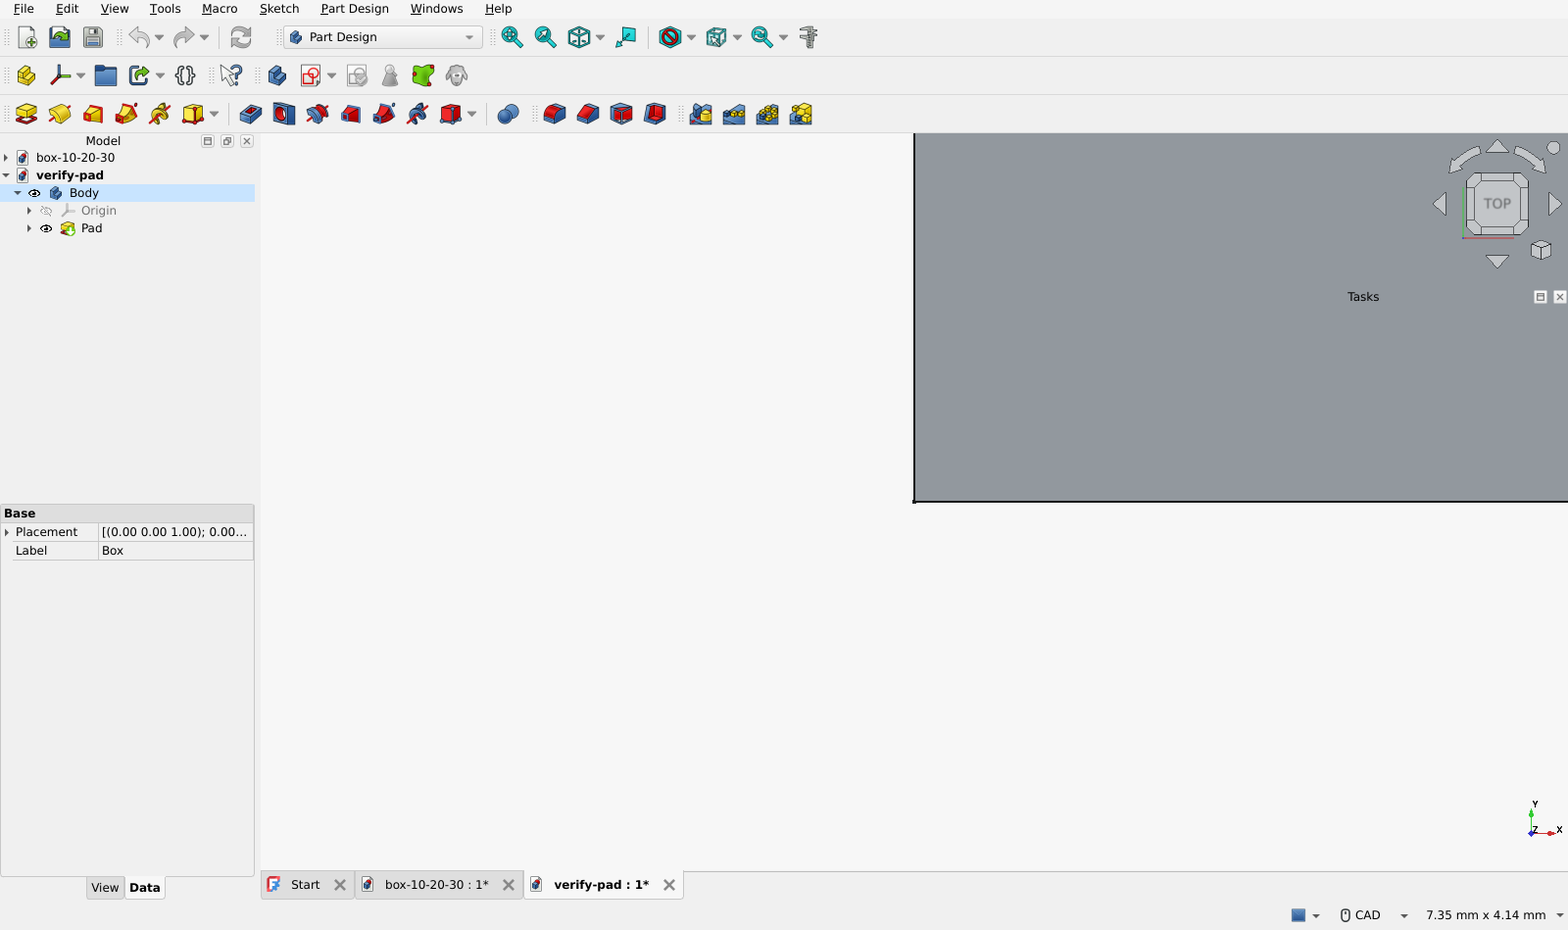 File Edit View Tools Macro Sketch Part Design Windows Help
Part Design
Model
box-10-20-30
verify-pad
Body
Origin
Pad
TOP
Tasks
Base
Placement [(0.00 0.00 1.00); 0.00...
Label Box
Y
Z X
View Data
Start box-10-20-30 : 1* verify-pad : 1*
CAD 7.35 mm x 4.14 mm